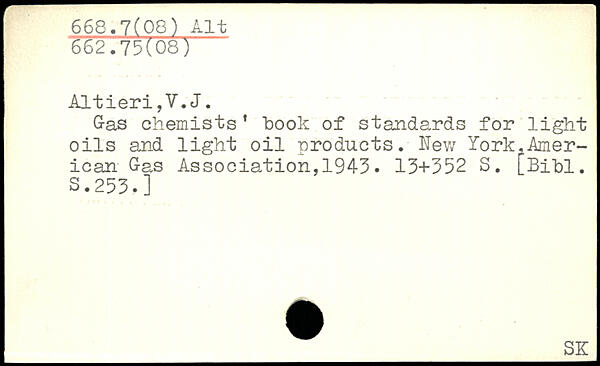 668.7(08) Alt
662.75(08)
Altieri,V.J.
Gas chemists' book of standards for light
oils and light oil products. New York,Amer-
ican Gas Association,1943. 13+352 S. [Bibl.
S.253.]
SK